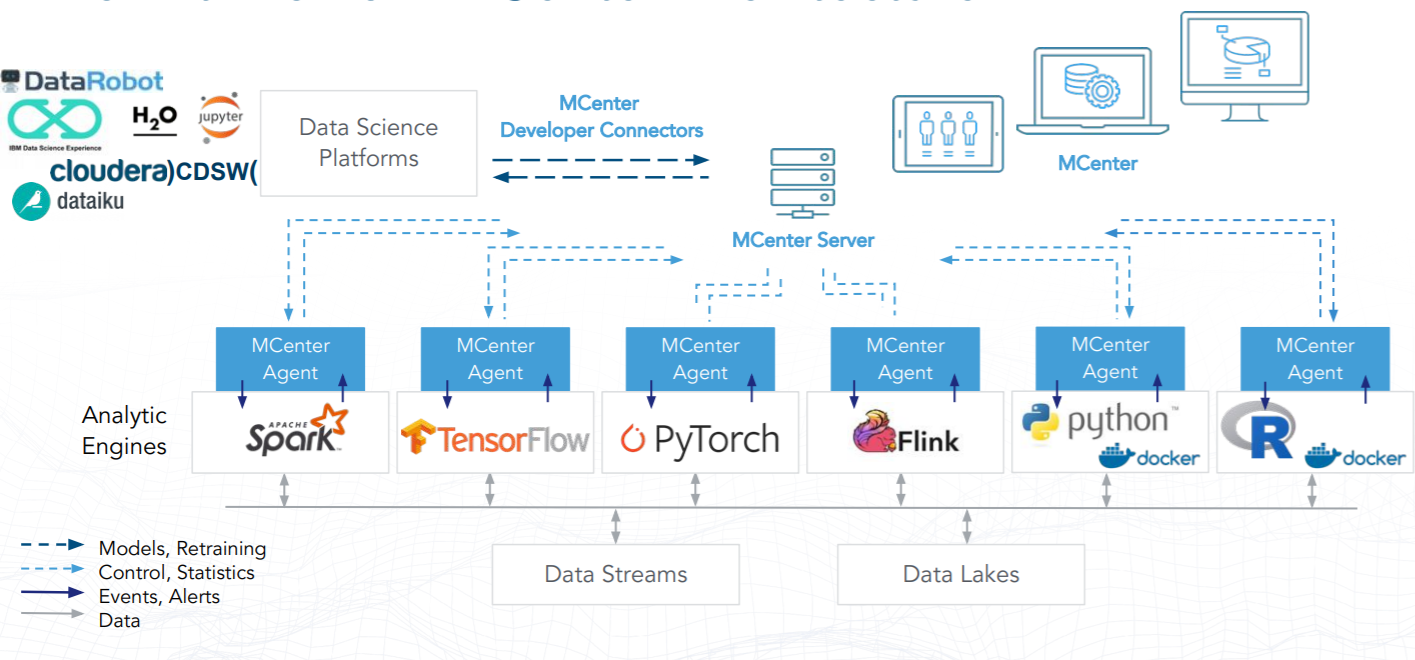 DataRobot
IBM Data Science Experience
H2O
jupyter
cloudera)CDSW(
dataiku
Data Science
Platforms
MCenter
Developer Connectors
MCenter Server
MCenter
MCenter
Agent
MCenter
Agent
MCenter
Agent
MCenter
Agent
MCenter
Agent
MCenter
Agent
Analytic
Engines
APACHE
Spark™
TensorFlow
PyTorch
Flink
python™
docker
R
docker
Data Streams
Data Lakes
Models, Retraining
Control, Statistics
Events, Alerts
Data